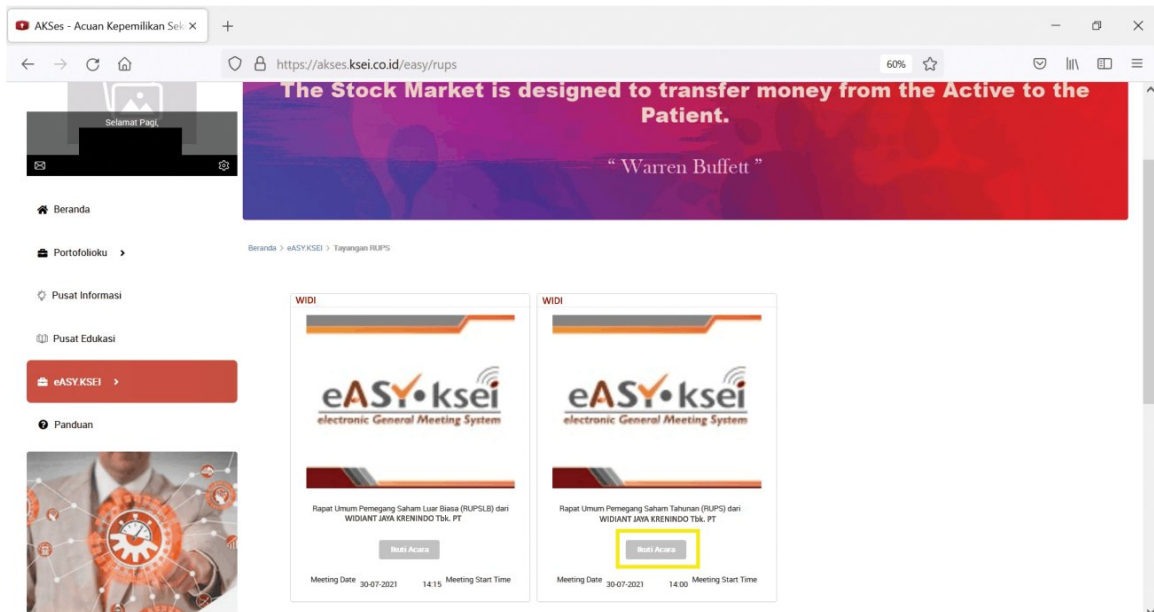 AKSes - Acuan Kepemilikan Sek
https://akses.ksei.co.id/easy/rups
60%
The Stock Market is designed to transfer money from the Active to the
Patient.
“ Warren Buffett ”
Selamat Pagi,
Beranda
Portofolioku
Pusat Informasi
Pusat Edukasi
eASY.KSEI
Panduan
Beranda > eASY.KSEI > Tayangan RUPS
WIDI
eASY•ksei
electronic General Meeting System
Rapat Umum Pemegang Saham Luar Biasa (RUPSLB) dari
WIDIANT JAYA KRENINDO Tbk. PT
Ikuti Acara
Meeting Date 30-07-2021 14:15 Meeting Start Time
WIDI
eASY•ksei
electronic General Meeting System
Rapat Umum Pemegang Saham Tahunan (RUPS) dari
WIDIANT JAYA KRENINDO Tbk. PT
Ikuti Acara
Meeting Date 30-07-2021 14:00 Meeting Start Time